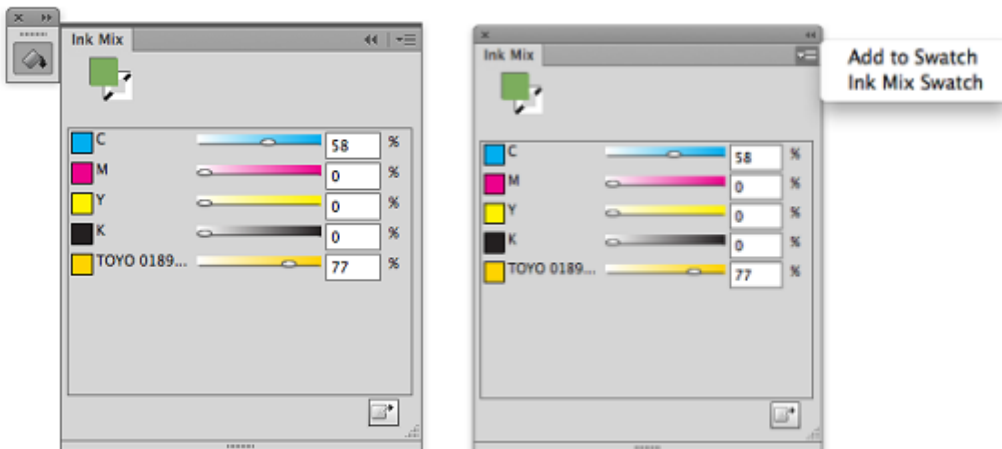 Ink Mix
C 58 %
M 0 %
Y 0 %
K 0 %
TOYO 0189... 77 %
Ink Mix
C 58 %
M 0 %
Y 0 %
K 0 %
TOYO 0189... 77 %
Add to Swatch
Ink Mix Swatch